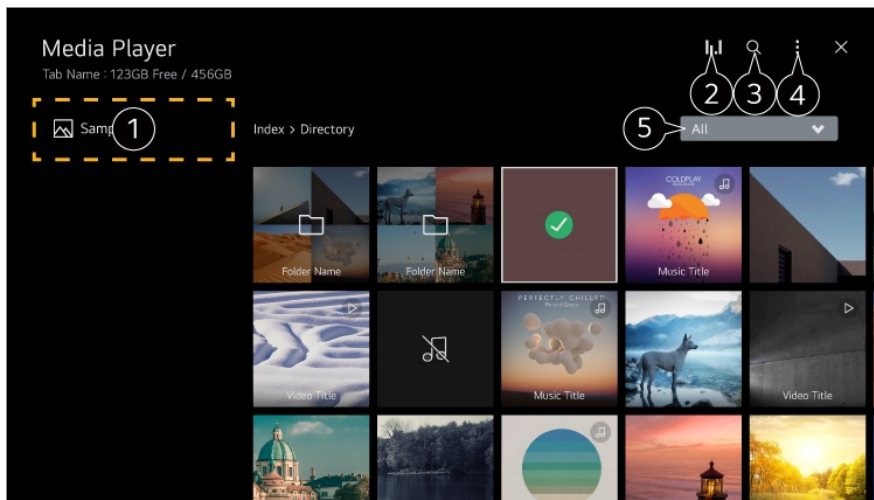 Media Player
Tab Name : 123GB Free / 456GB
2
3
4
1
Index > Directory
5
All
COLDPLAY
Folder Name
Folder Name
Music Title
PERFECTLY CHILLED
Video Title
Music Title
Video Title